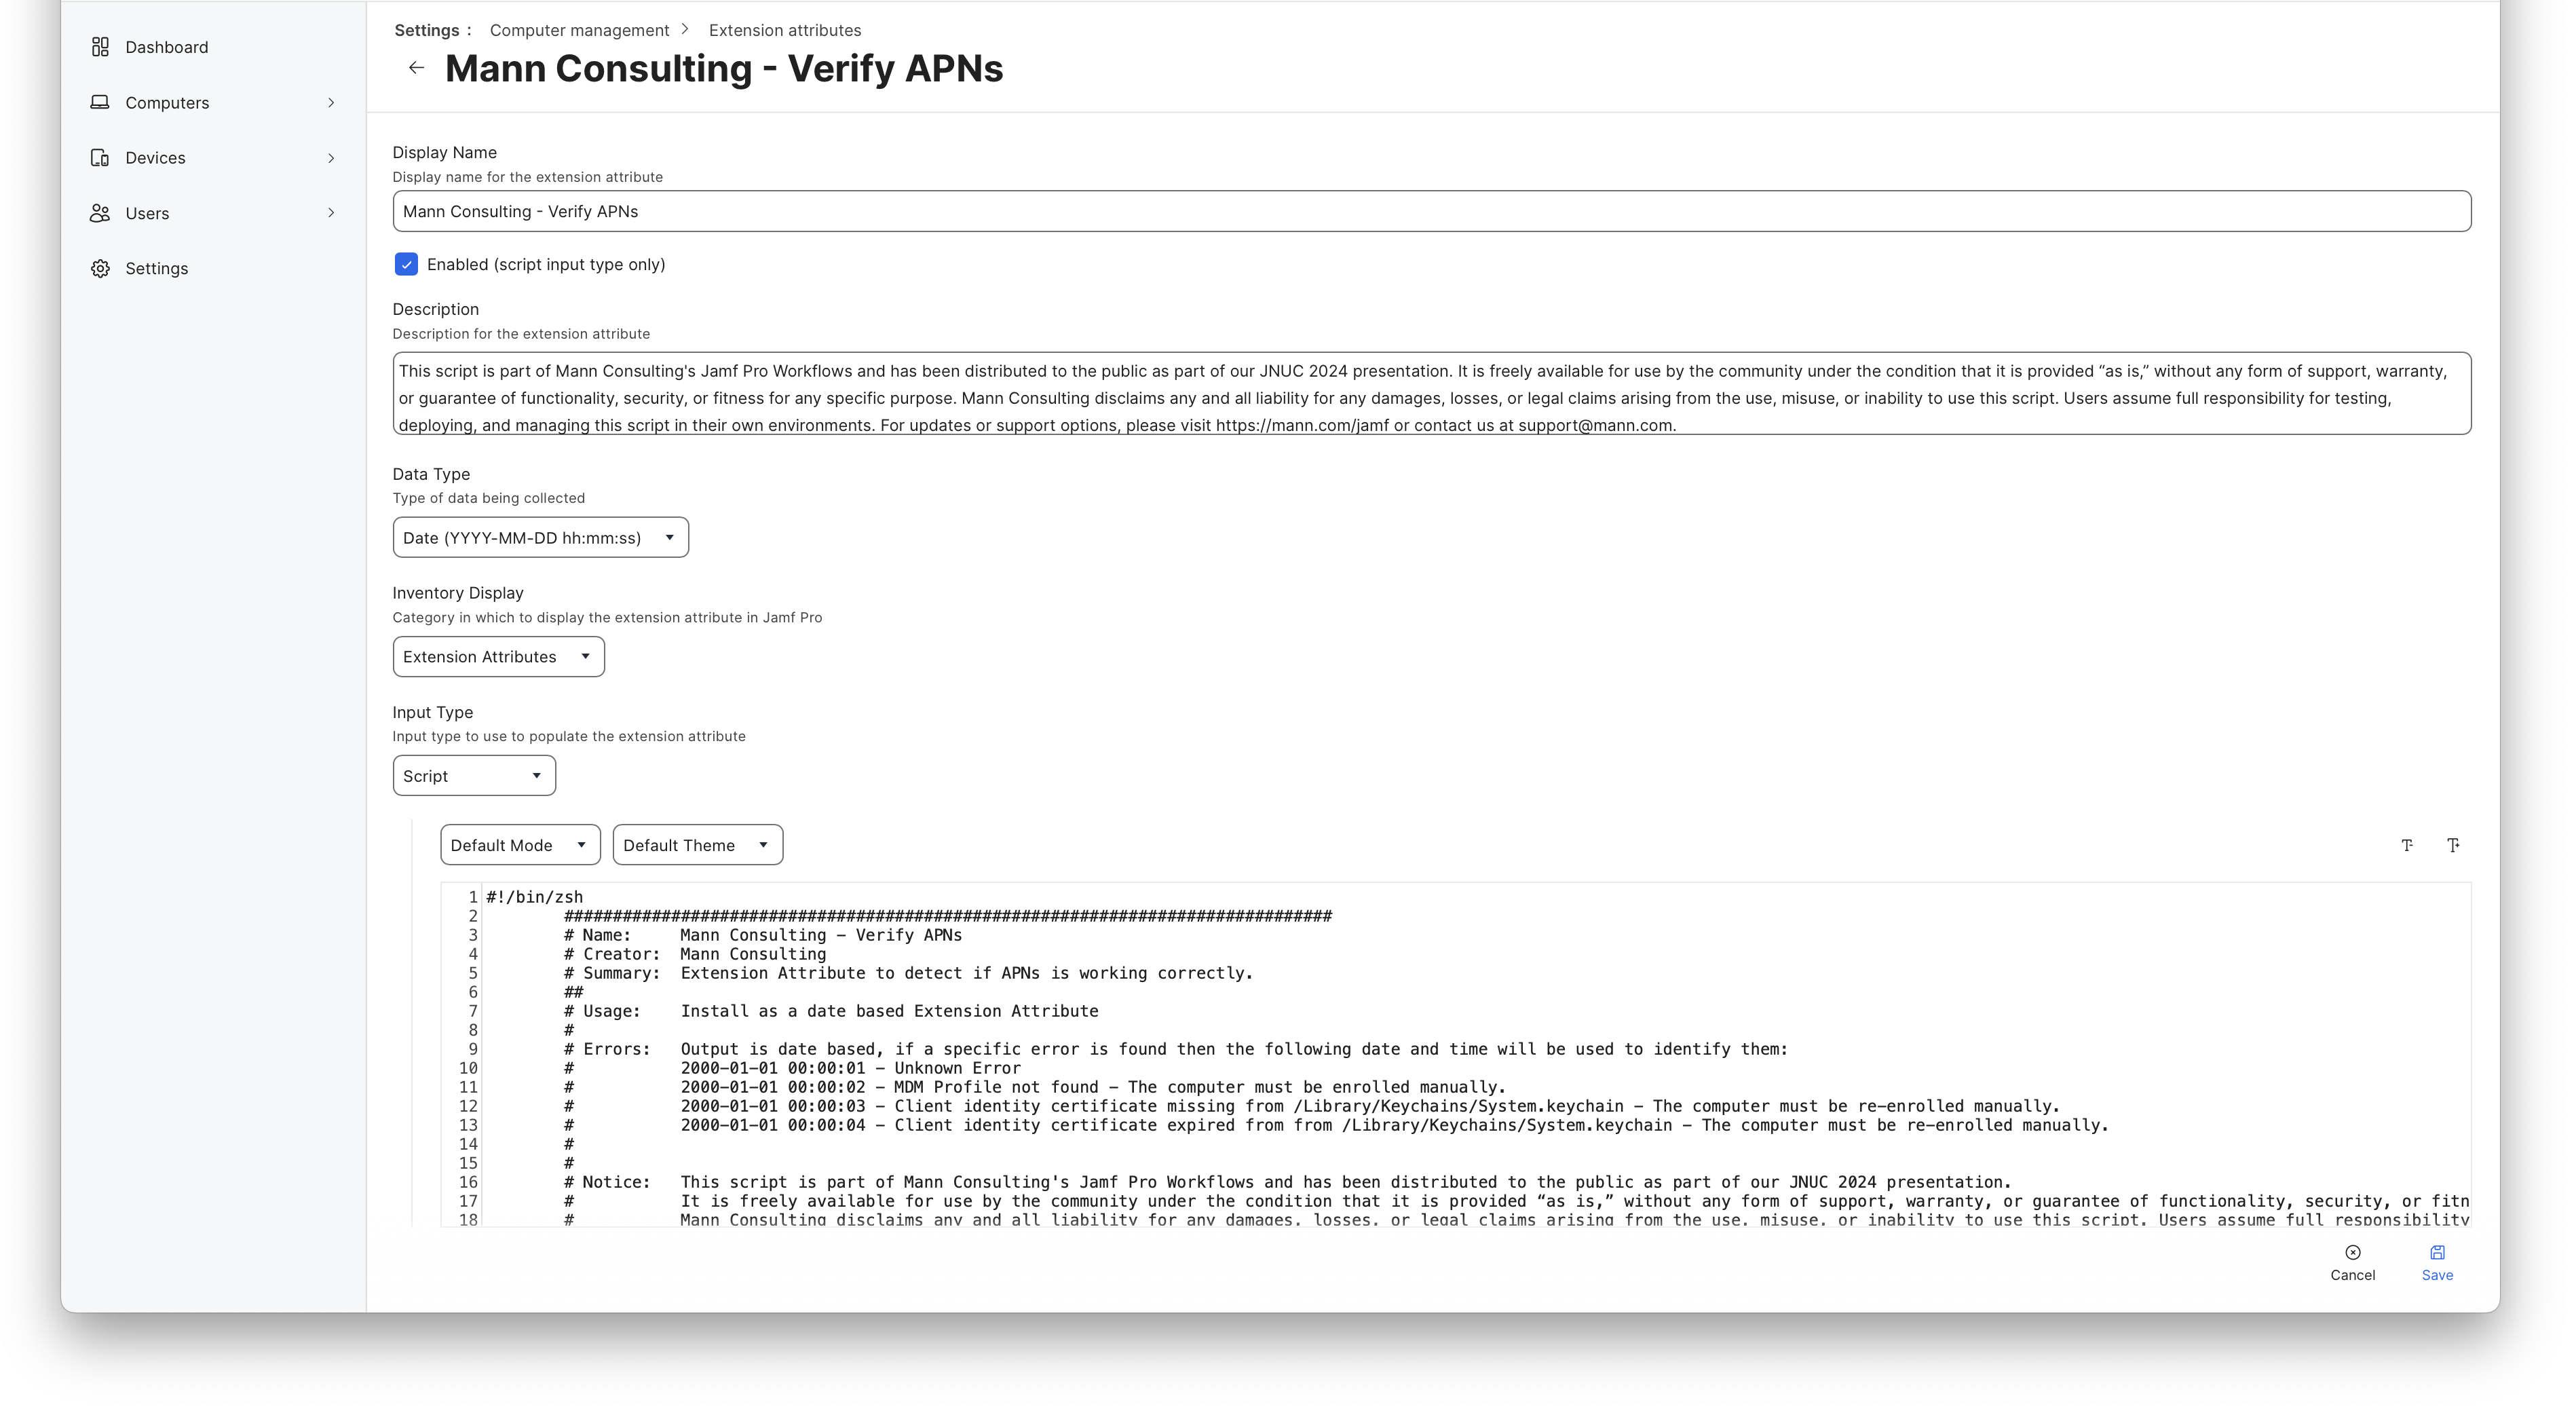 Dashboard
Computers
Devices
Users
Settings
Settings : Computer management > Extension attributes
← Mann Consulting - Verify APNs
Display Name
Display name for the extension attribute
Mann Consulting - Verify APNs
Enabled (script input type only)
Description
Description for the extension attribute
This script is part of Mann Consulting's Jamf Pro Workflows and has been distributed to the public as part of our JNUC 2024 presentation. It is freely available for use by the community under the condition that it is provided “as is,” without any form of support, warranty,
or guarantee of functionality, security, or fitness for any specific purpose. Mann Consulting disclaims any and all liability for any damages, losses, or legal claims arising from the use, misuse, or inability to use this script. Users assume full responsibility for testing,
deploying, and managing this script in their own environments. For updates or support options, please visit https://mann.com/jamf or contact us at support@mann.com.
Data Type
Type of data being collected
Date (YYYY-MM-DD hh:mm:ss)
Inventory Display
Category in which to display the extension attribute in Jamf Pro
Extension Attributes
Input Type
Input type to use to populate the extension attribute
Script
Default Mode Default Theme T- T+
1 #!/bin/zsh
2 ###############################################################################
3 # Name: Mann Consulting - Verify APNs
4 # Creator: Mann Consulting
5 # Summary: Extension Attribute to detect if APNs is working correctly.
6 ##
7 # Usage: Install as a date based Extension Attribute
8 #
9 # Errors: Output is date based, if a specific error is found then the following date and time will be used to identify them:
10 # 2000-01-01 00:00:01 - Unknown Error
11 # 2000-01-01 00:00:02 - MDM Profile not found - The computer must be enrolled manually.
12 # 2000-01-01 00:00:03 - Client identity certificate missing from /Library/Keychains/System.keychain - The computer must be re-enrolled manually.
13 # 2000-01-01 00:00:04 - Client identity certificate expired from from /Library/Keychains/System.keychain - The computer must be re-enrolled manually.
14 #
15 #
16 # Notice: This script is part of Mann Consulting's Jamf Pro Workflows and has been distributed to the public as part of our JNUC 2024 presentation.
17 # It is freely available for use by the community under the condition that it is provided “as is,” without any form of support, warranty, or guarantee of functionality, security, or fitn
18 # Mann Consulting disclaims any and all liability for any damages, losses, or legal claims arising from the use, misuse, or inability to use this script. Users assume full responsibility
Cancel Save